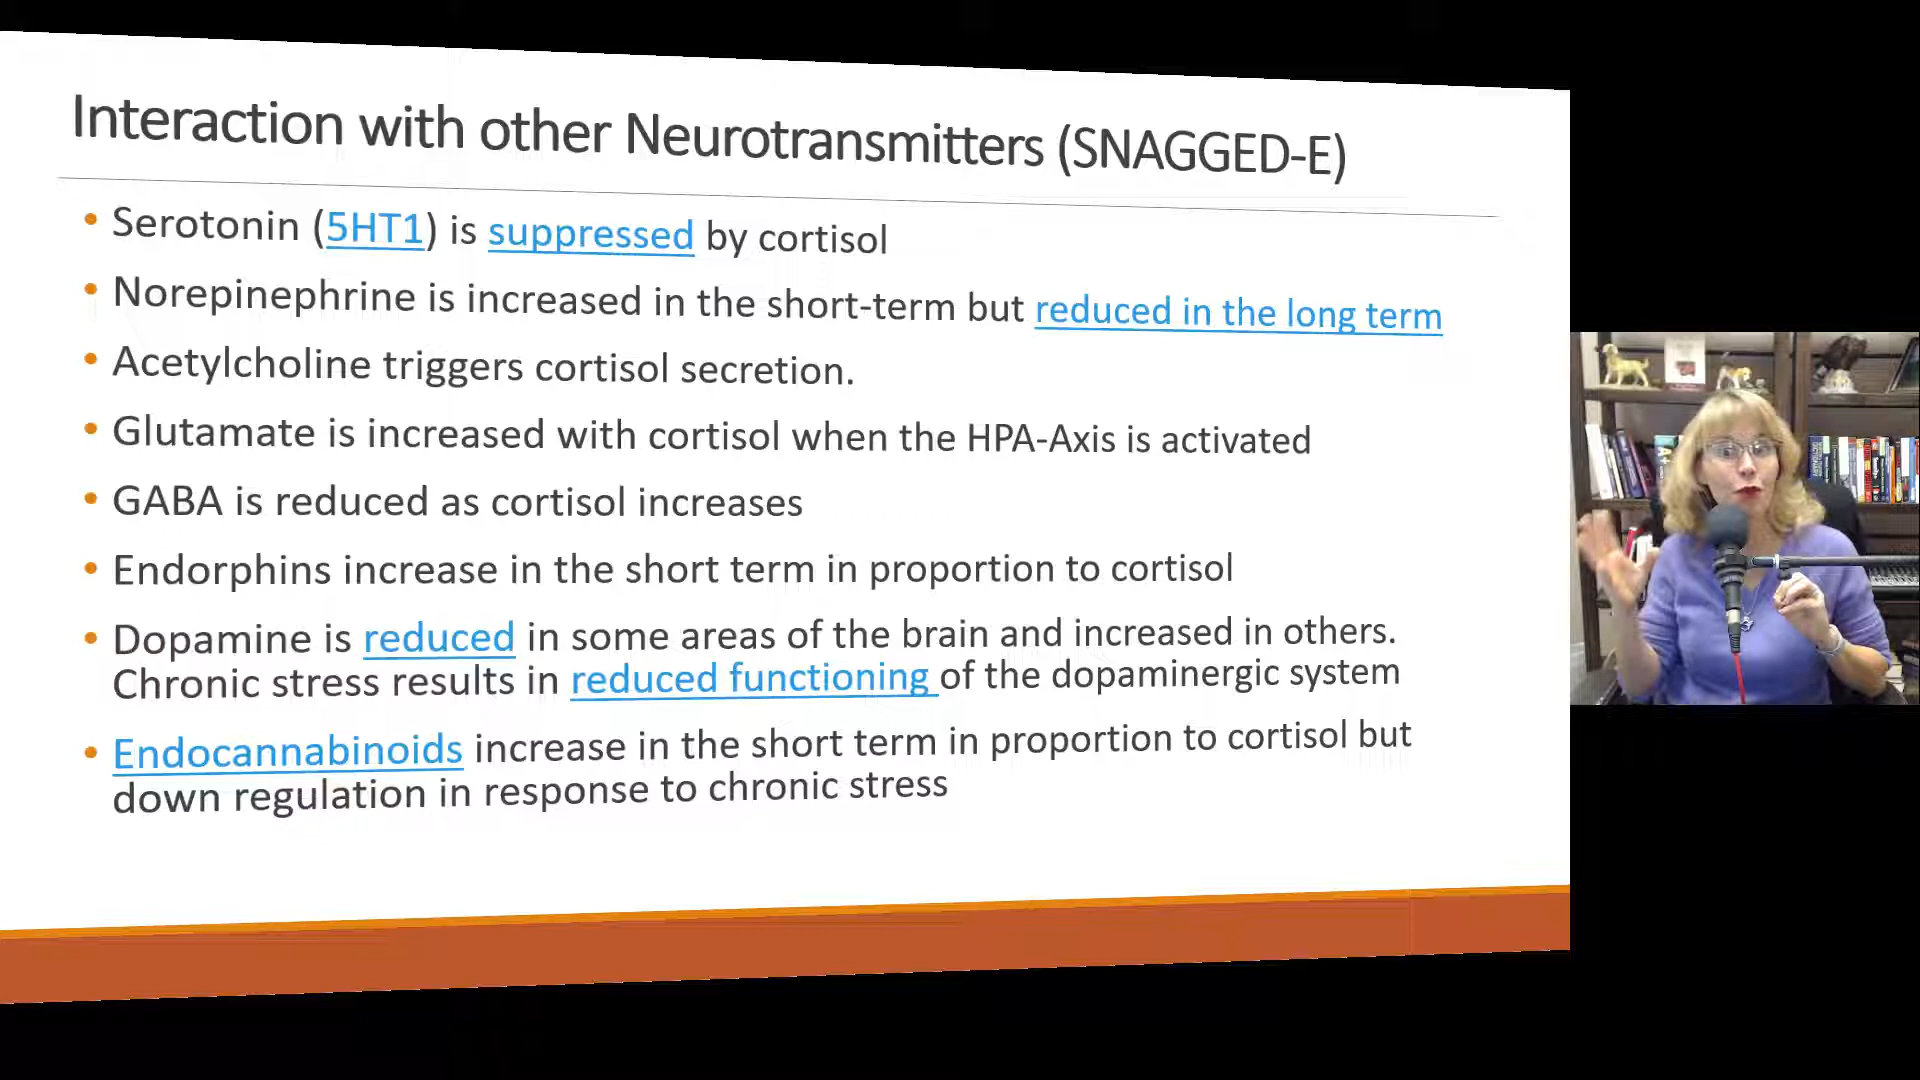 Interaction with other Neurotransmitters (SNAGGED-E)
• Serotonin (5HT1) is suppressed by cortisol
• Norepinephrine is increased in the short-term but reduced in the long term
• Acetylcholine triggers cortisol secretion.
• Glutamate is increased with cortisol when the HPA-Axis is activated
• GABA is reduced as cortisol increases
• Endorphins increase in the short term in proportion to cortisol
• Dopamine is reduced in some areas of the brain and increased in others.
Chronic stress results in reduced functioning of the dopaminergic system
• Endocannabinoids increase in the short term in proportion to cortisol but
down regulation in response to chronic stress